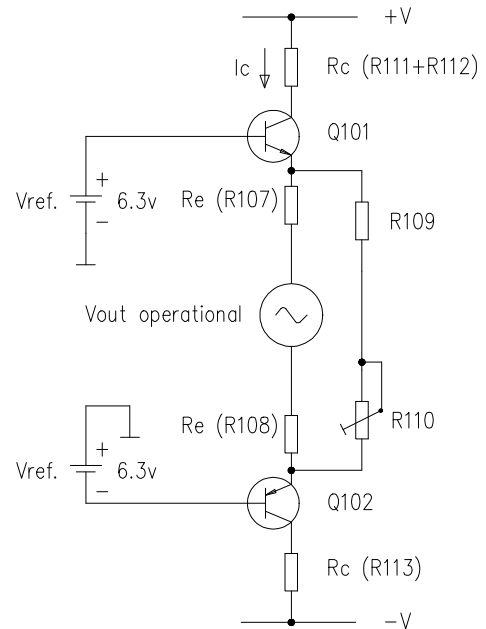 +V
Ic
Rc (R111+R112)
Q101
+
Vref.
6.3v
−
Re (R107)
R109
Vout operational
Re (R108)
R110
+
Vref.
6.3v
−
Q102
Rc (R113)
−V